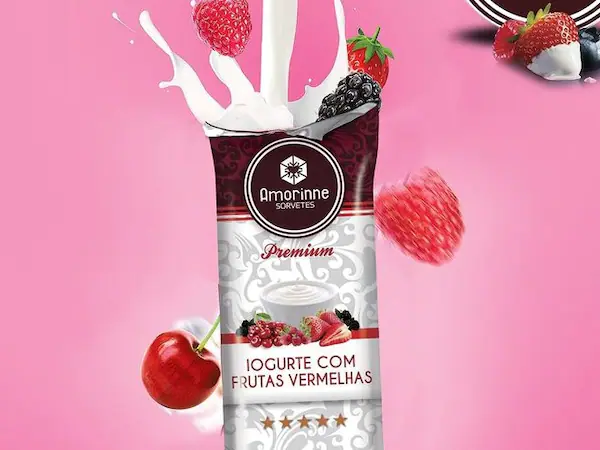 Amorinne
SORVETES
Premium
IOGURTE COM
FRUTAS VERMELHAS